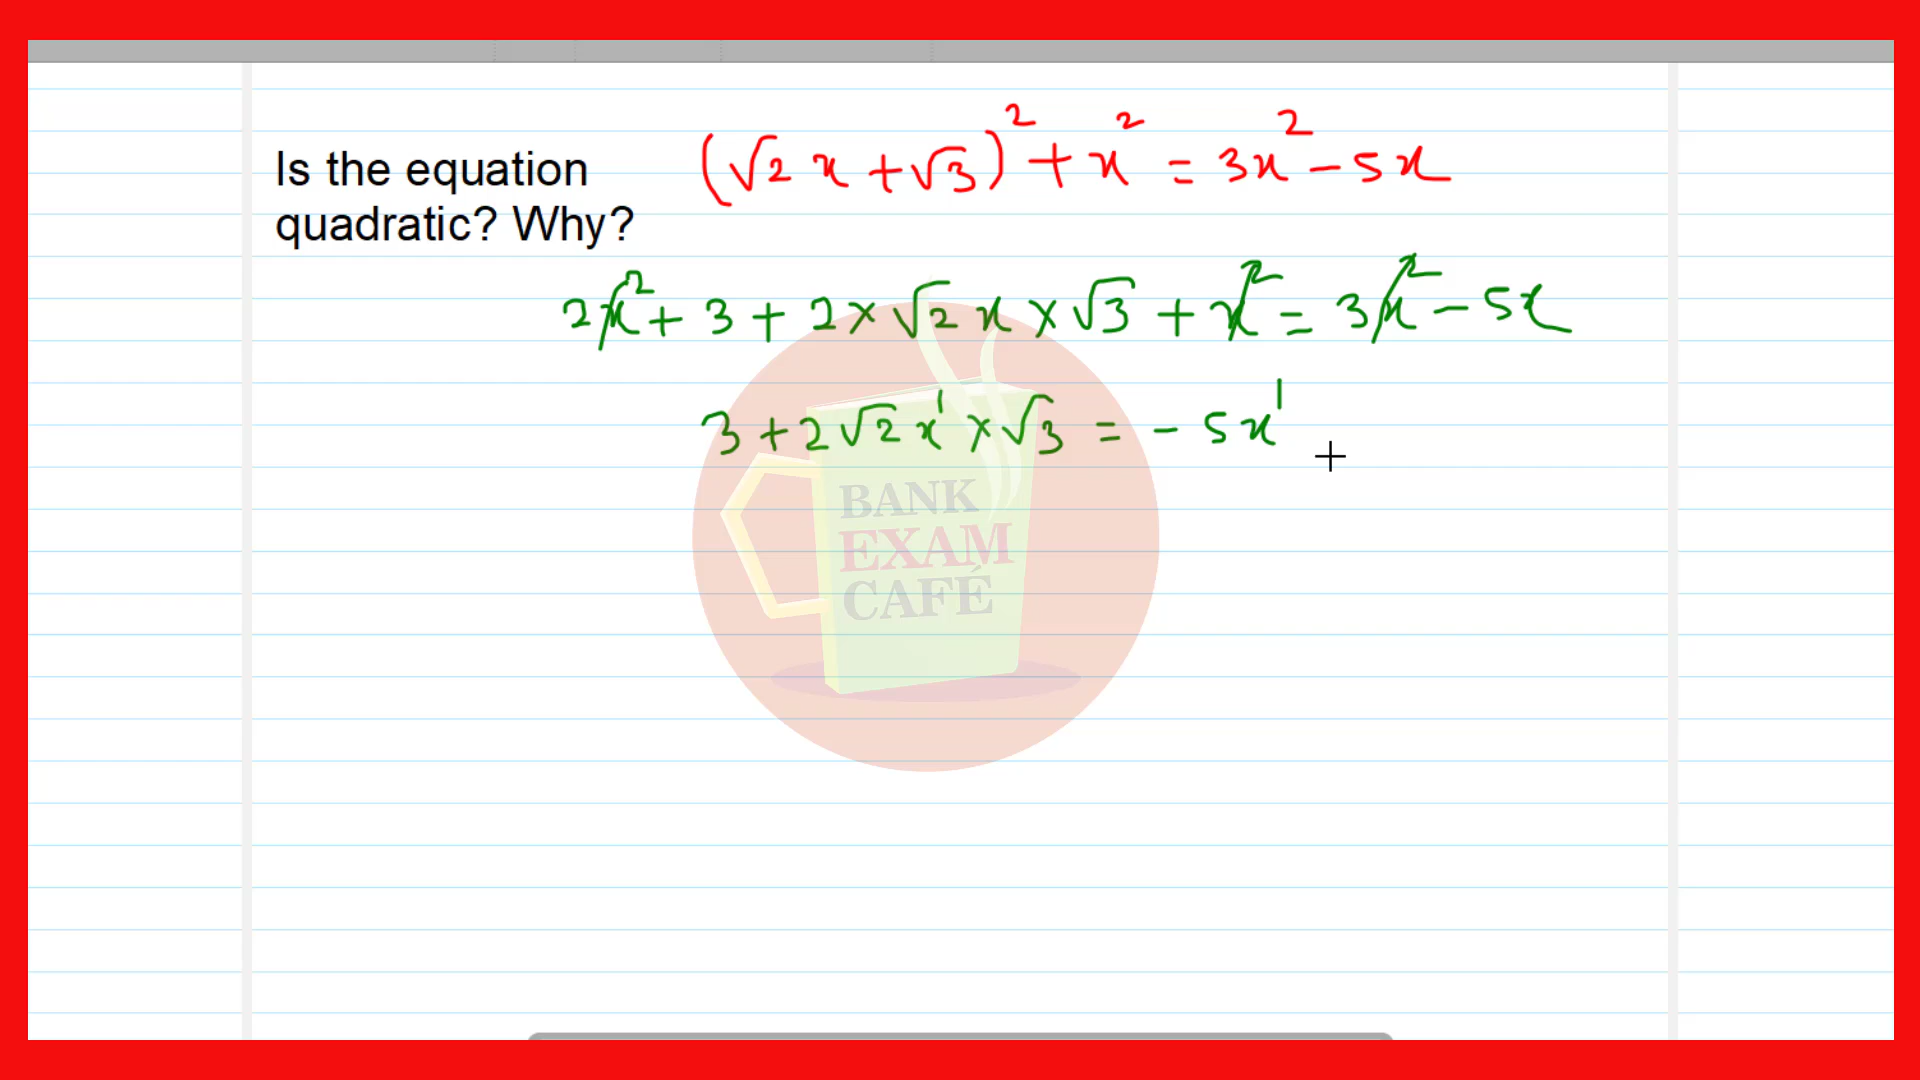 Is the equation
quadratic? Why?
(√2 x + √3)² + x² = 3x² - 5x
2x² + 3 + 2 × √2 x × √3 + x² = 3x² - 5x
3 + 2√2 x¹ × √3 = - 5x¹
BANK
EXAM
CAFÉ